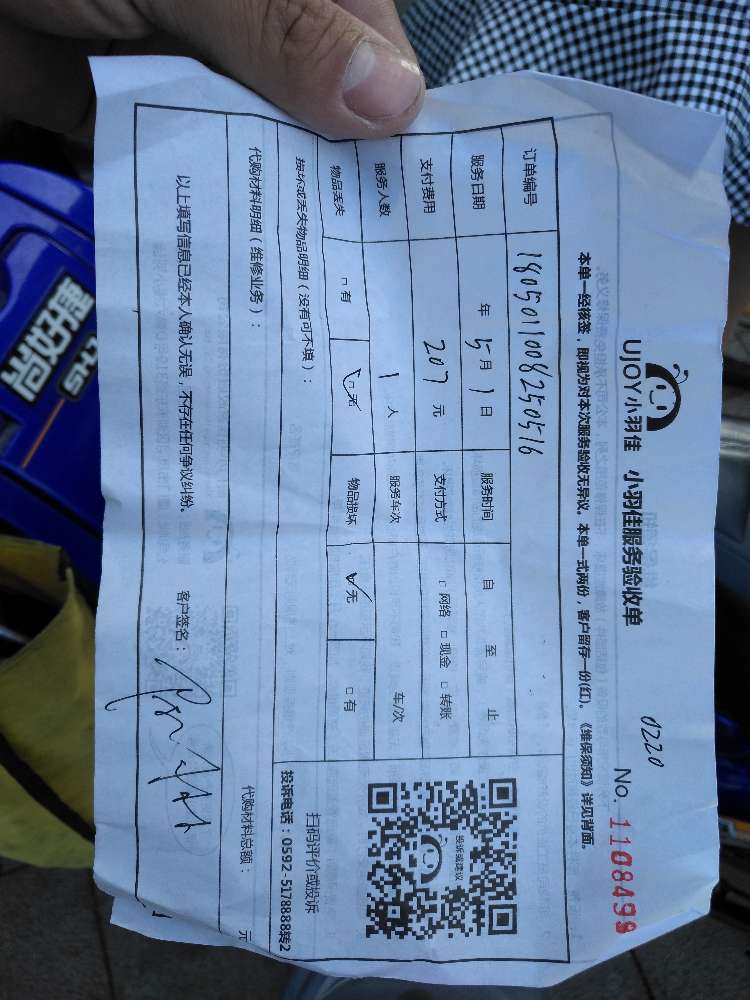 UJOY小羽佳 小羽佳服务验收单
0220
No. 1108499
本单一经核签，即视为对本次服务验收无异议。本单一式两份，客户留存一份(红)。《维保须知》详见背面。
订单编号 1805011008250516
服务日期 年 5月 1日 服务时间 自 至 止
支付费用 207元 支付方式 □ 网络 □ 现金 □ 转账
服务人数 1人 服务车次 车/次
物品丢失 □ 有 □ 无 物品损坏 无 □ 有
损坏或丢失物品明细（没有可不填）：
代购材料明细（维修业务）：
代购材料总额： 元
投诉或建议
扫码评价或投诉
投诉电话：0592-5178888转2
以上填写信息已经本人确认无误，不存在任何争议纠纷。
客户签名：